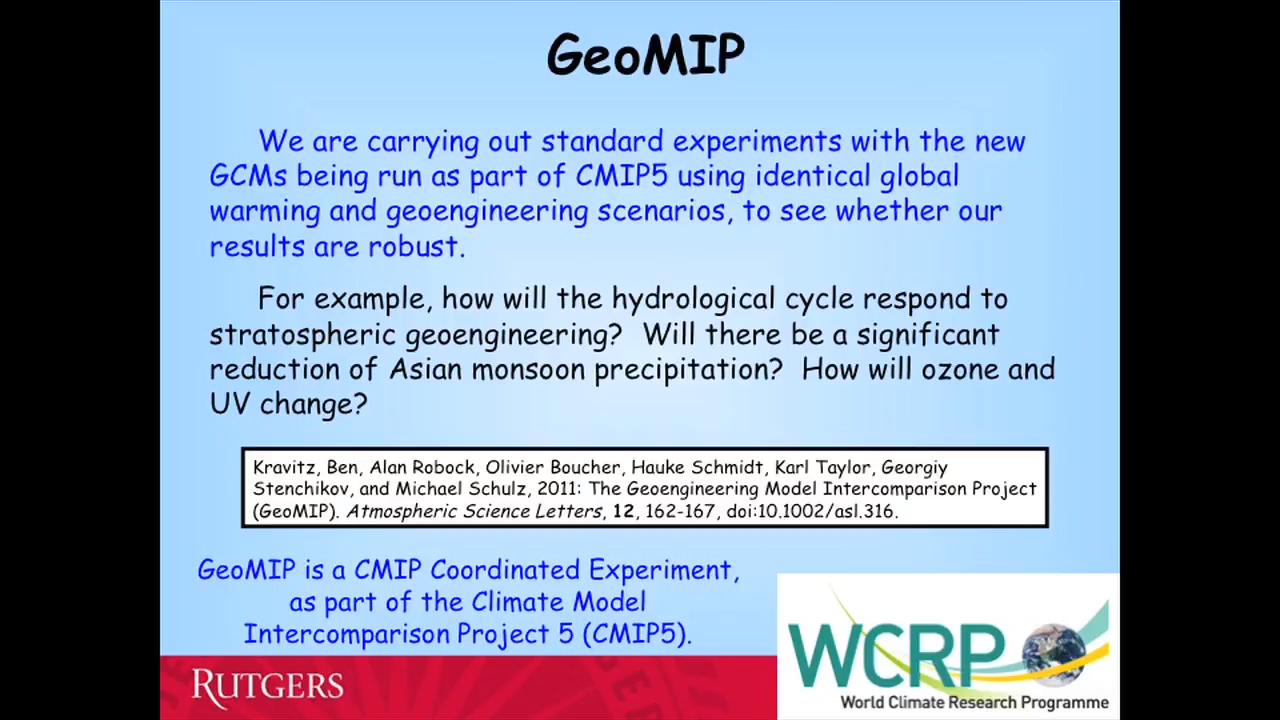 GeoMIP
We are carrying out standard experiments with the new
GCMs being run as part of CMIP5 using identical global
warming and geoengineering scenarios, to see whether our
results are robust.
For example, how will the hydrological cycle respond to
stratospheric geoengineering?  Will there be a significant
reduction of Asian monsoon precipitation?  How will ozone and
UV change?
Kravitz, Ben, Alan Robock, Olivier Boucher, Hauke Schmidt, Karl Taylor, Georgiy
Stenchikov, and Michael Schulz, 2011: The Geoengineering Model Intercomparison Project
(GeoMIP). Atmospheric Science Letters, 12, 162-167, doi:10.1002/asl.316.
GeoMIP is a CMIP Coordinated Experiment,
as part of the Climate Model
Intercomparison Project 5 (CMIP5).
RUTGERS
WCRP
World Climate Research Programme